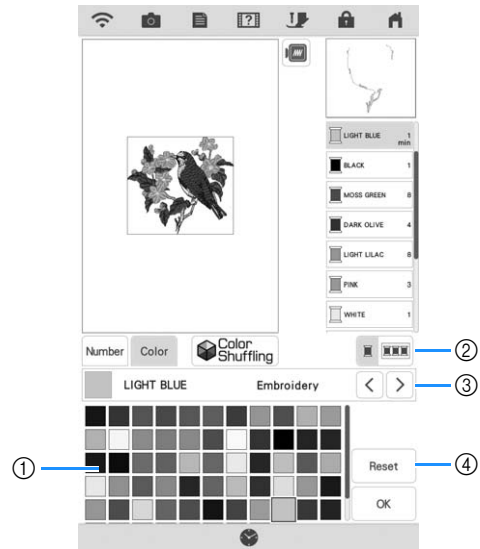 ?
LIGHT BLUE 1
min
BLACK 1
MOSS GREEN 8
DARK OLIVE 4
LIGHT LILAC 8
PINK 3
WHITE 1
Number Color Color
Shuffling
②
LIGHT BLUE Embroidery < > ③
①
Reset ④
OK